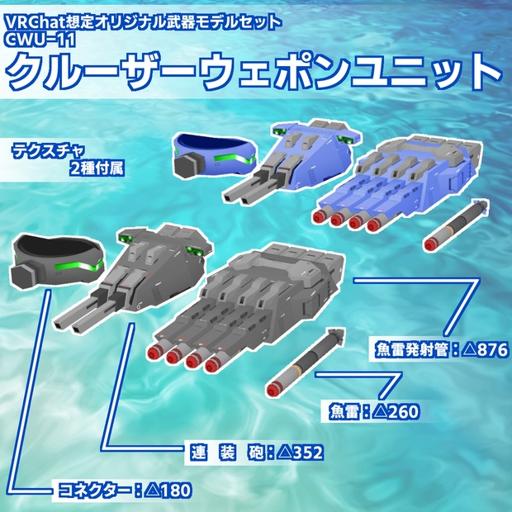 VRChat想定オリジナル武器モデルセット
CWU-11
クルーザーウェポンユニット
テクスチャ
2種付属
魚雷発射管：△876
魚雷：△260
連 装 砲：△352
コネクター：△180